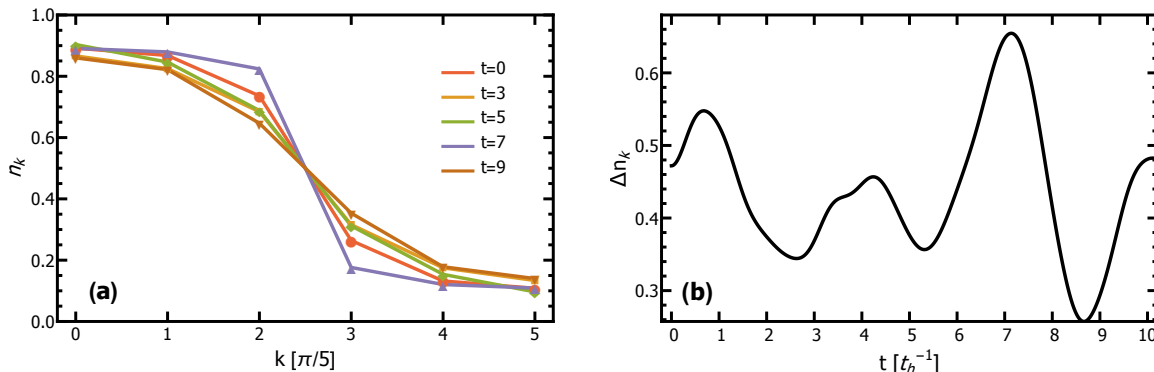 1.0
0.8
0.6
0.4
0.2
0.0
n_k
0 1 2 3 4 5
k [π/5]
t=0
t=3
t=5
t=7
t=9
(a)
0.6
0.5
0.4
0.3
Δn_k
0 1 2 3 4 5 6 7 8 9 10
t [t_h^{-1}]
(b)